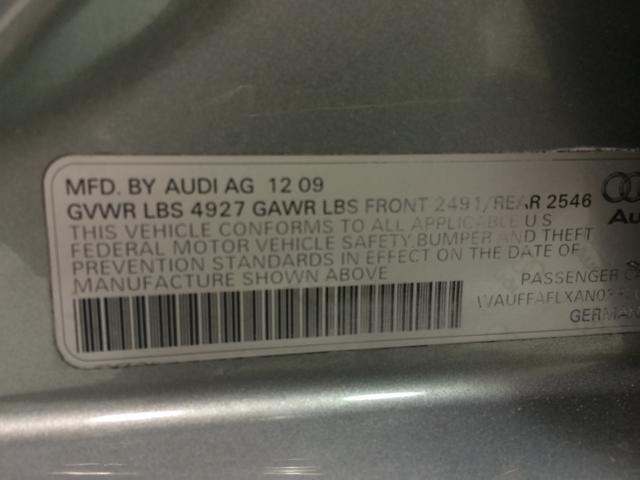 MFD. BY AUDI AG 12 09
GVWR LBS 4927 GAWR LBS FRONT 2491/REAR 2546
THIS VEHICLE CONFORMS TO ALL APPLICABLE U S
FEDERAL MOTOR VEHICLE SAFETY, BUMPER AND THEFT
PREVENTION STANDARDS IN EFFECT ON THE DATE OF
MANUFACTURE SHOWN ABOVE
Au
PASSENGER C
GERMAN